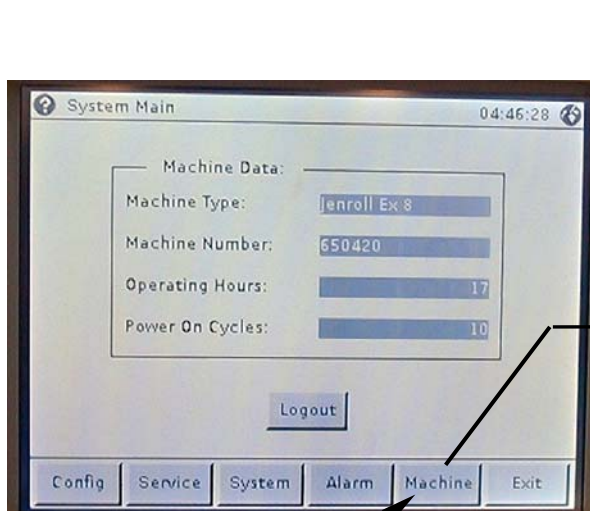 ? System Main 04:46:28
Machine Data:
Machine Type: Jenroll Ex 8
Machine Number: 650420
Operating Hours: 17
Power On Cycles: 10
Logout
Config Service System Alarm Machine Exit